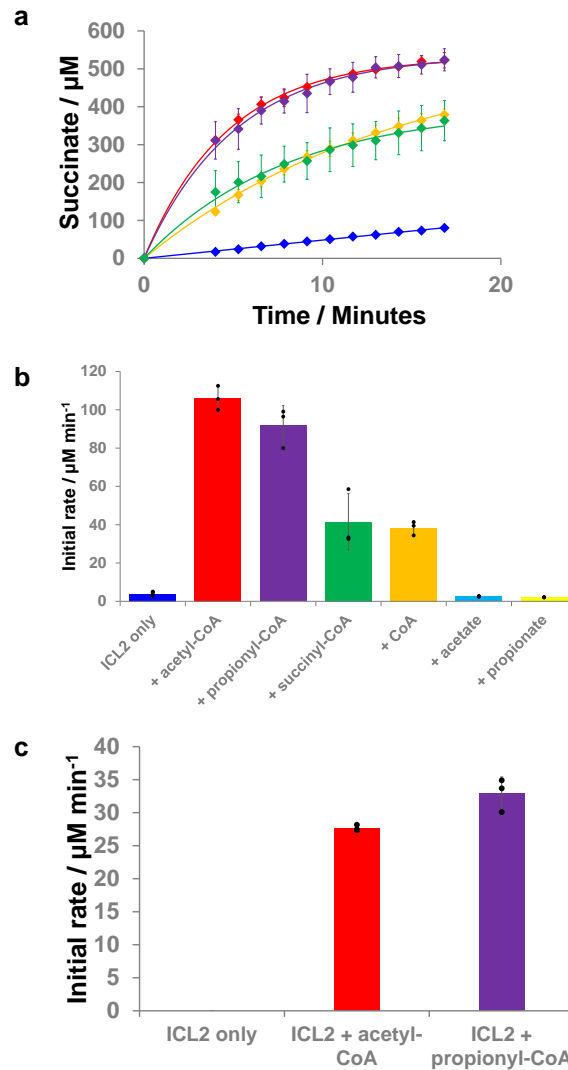 a
Succinate / µM
600
500
400
300
200
100
0
0
10
20
Time / Minutes
b
Initial rate / µM min⁻¹
120
100
80
60
40
20
0
ICL2 only
+ acetyl-CoA
+ propionyl-CoA
+ succinyl-CoA
+ CoA
+ acetate
+ propionate
c
Initial rate / µM min⁻¹
40
35
30
25
20
15
10
5
0
ICL2 only
ICL2 + acetyl-
CoA
ICL2 +
propionyl-CoA